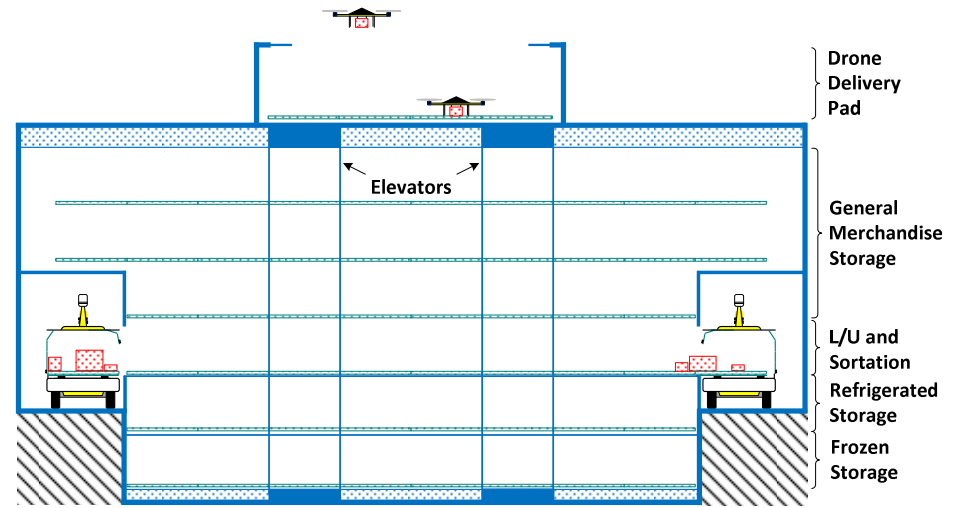 Drone
Delivery
Pad
Elevators
General
Merchandise
Storage
L/U and
Sortation
Refrigerated
Storage
Frozen
Storage